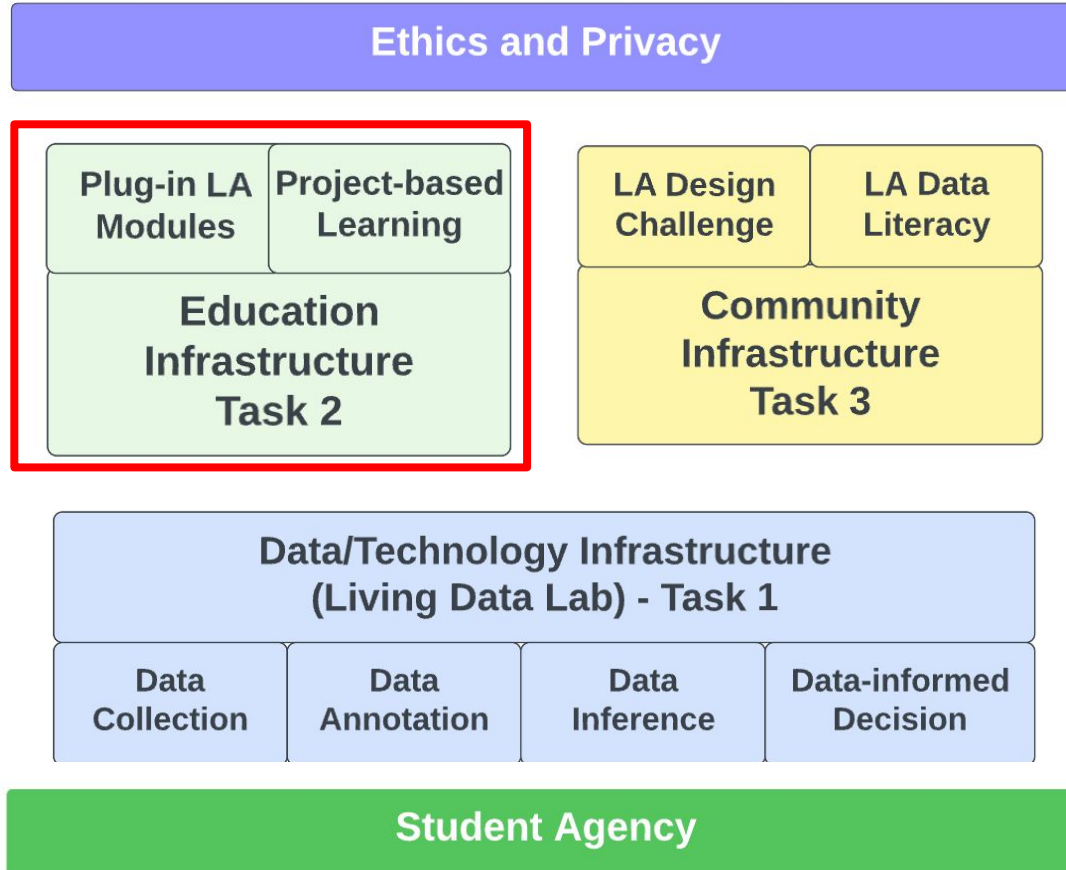 Ethics and Privacy
Plug-in LA
Modules
Project-based
Learning
Education
Infrastructure
Task 2
LA Design
Challenge
LA Data
Literacy
Community
Infrastructure
Task 3
Data/Technology Infrastructure
(Living Data Lab) - Task 1
Data
Collection
Data
Annotation
Data
Inference
Data-informed
Decision
Student Agency